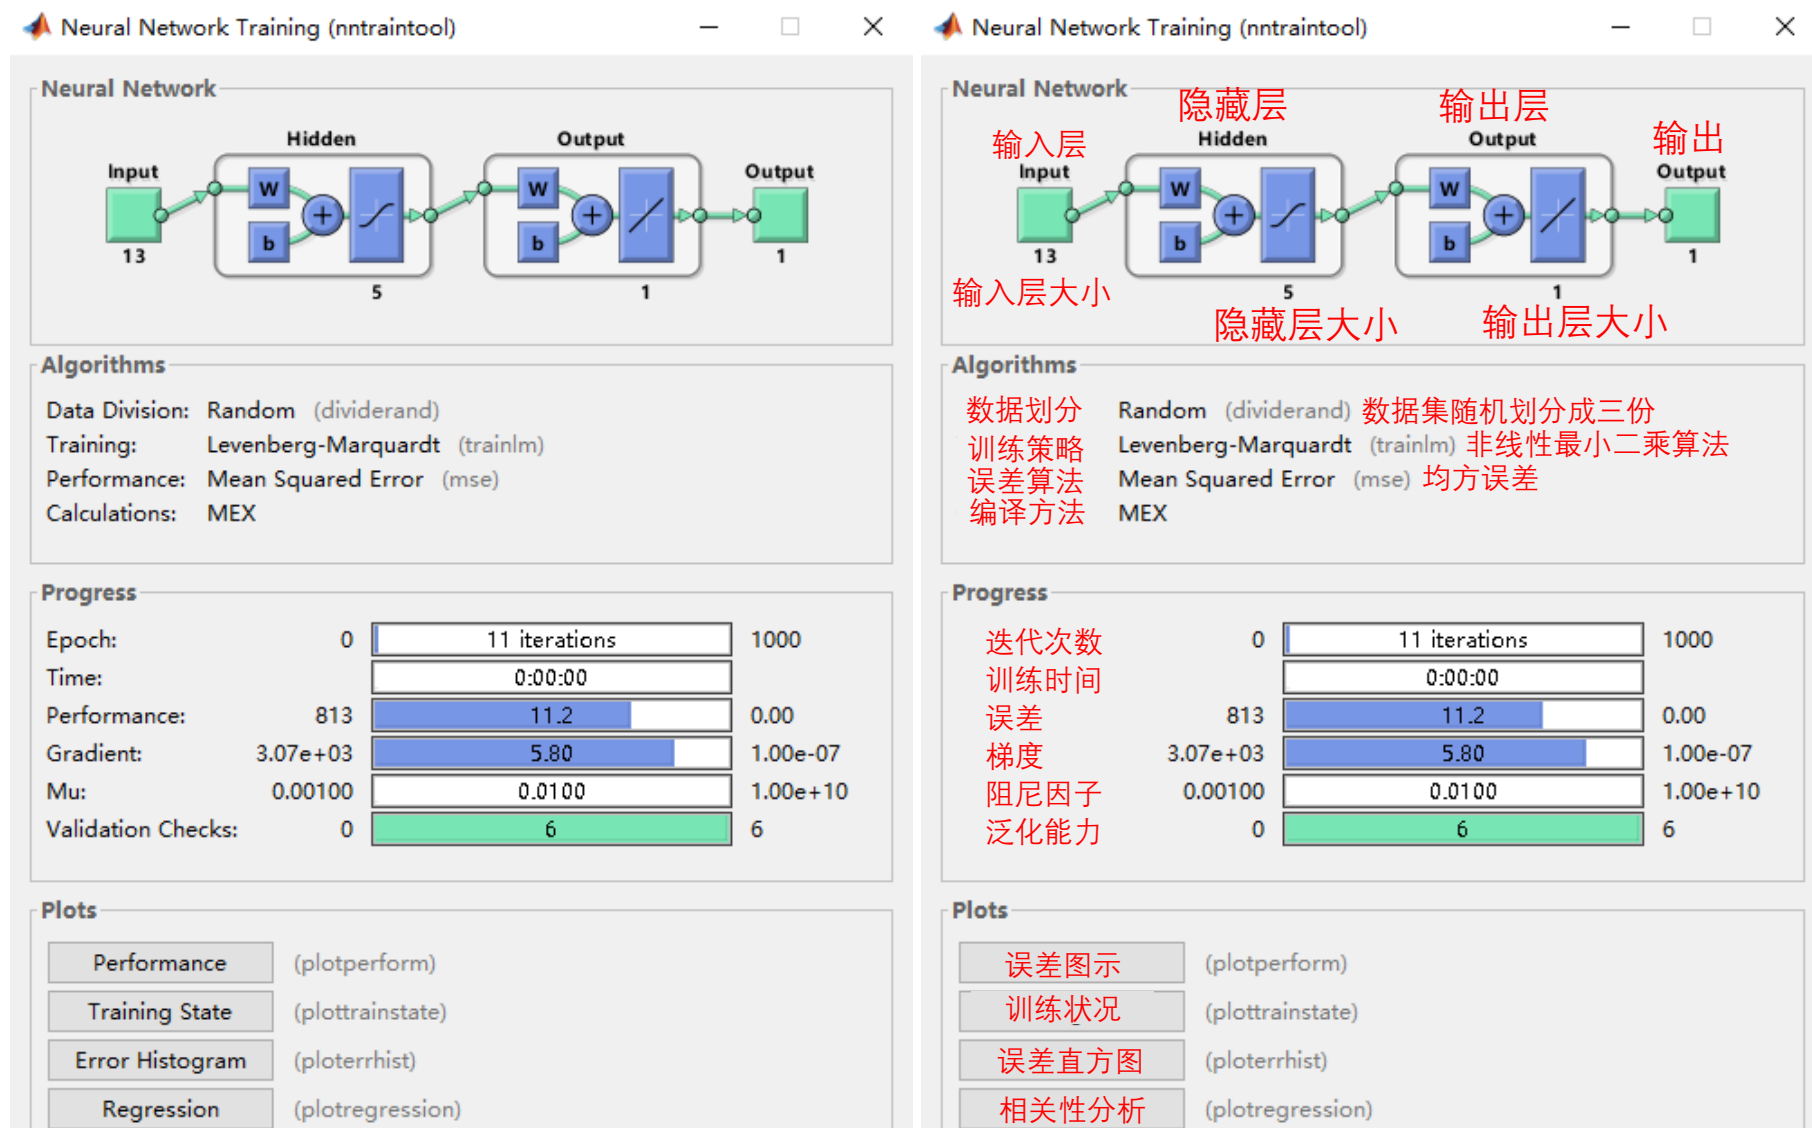 Neural Network Training (nntraintool)
Neural Network
Hidden
Output
Input
Output
W
b
W
b
13
5
1
1
Algorithms
Data Division: Random (dividerand)
Training: Levenberg-Marquardt (trainlm)
Performance: Mean Squared Error (mse)
Calculations: MEX
Progress
Epoch: 0 11 iterations 1000
Time: 0:00:00
Performance: 813 11.2 0.00
Gradient: 3.07e+03 5.80 1.00e-07
Mu: 0.00100 0.0100 1.00e+10
Validation Checks: 0 6 6
Plots
Performance (plotperform)
Training State (plottrainstate)
Error Histogram (ploterrhist)
Regression (plotregression)
Neural Network Training (nntraintool)
Neural Network
隐藏层
输出层
输出
输入层
Hidden
Output
Input
Output
W
b
W
b
13
1
输入层大小
5
1
隐藏层大小
输出层大小
Algorithms
数据划分 Random (dividerand) 数据集随机划分成三份
训练策略 Levenberg-Marquardt (trainlm) 非线性最小二乘算法
误差算法 Mean Squared Error (mse) 均方误差
编译方法 MEX
Progress
迭代次数 0 11 iterations 1000
训练时间 0:00:00
误差 813 11.2 0.00
梯度 3.07e+03 5.80 1.00e-07
阻尼因子 0.00100 0.0100 1.00e+10
泛化能力 0 6 6
Plots
误差图示 (plotperform)
训练状况 (plottrainstate)
误差直方图 (ploterrhist)
相关性分析 (plotregression)